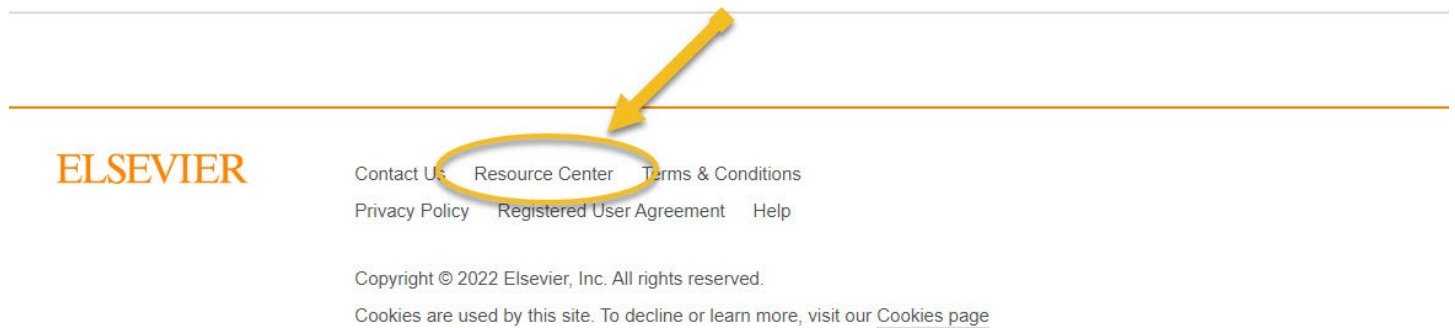 ELSEVIER
Contact Us Resource Center Terms & Conditions
Privacy Policy Registered User Agreement Help
Copyright © 2022 Elsevier, Inc. All rights reserved.
Cookies are used by this site. To decline or learn more, visit our Cookies page